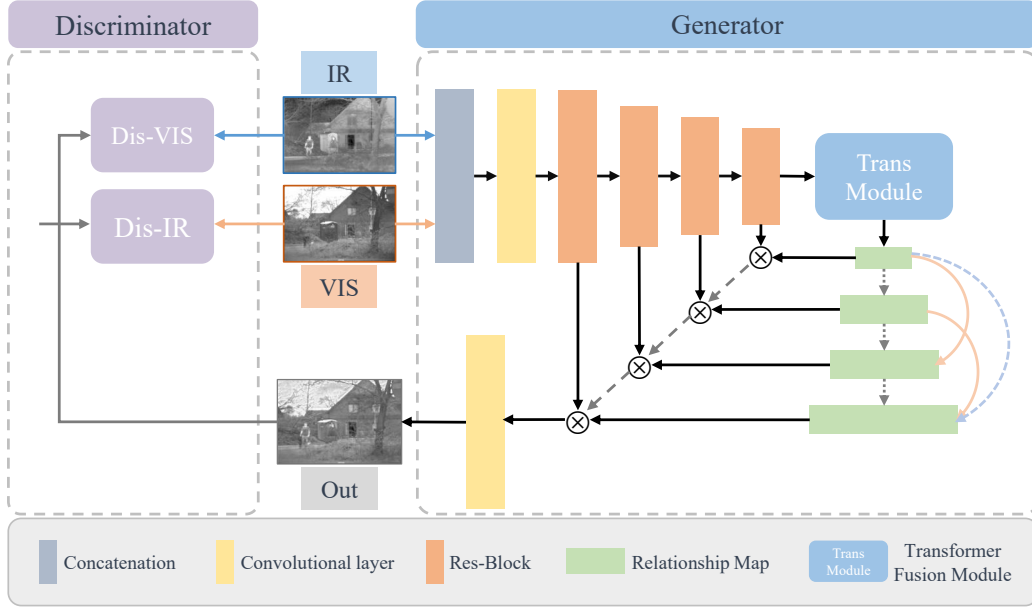 Discriminator
Generator
IR
Dis-VIS
Trans
Module
Dis-IR
VIS
Out
Concatenation
Convolutional layer
Res-Block
Relationship Map
Trans
Module
Transformer
Fusion Module